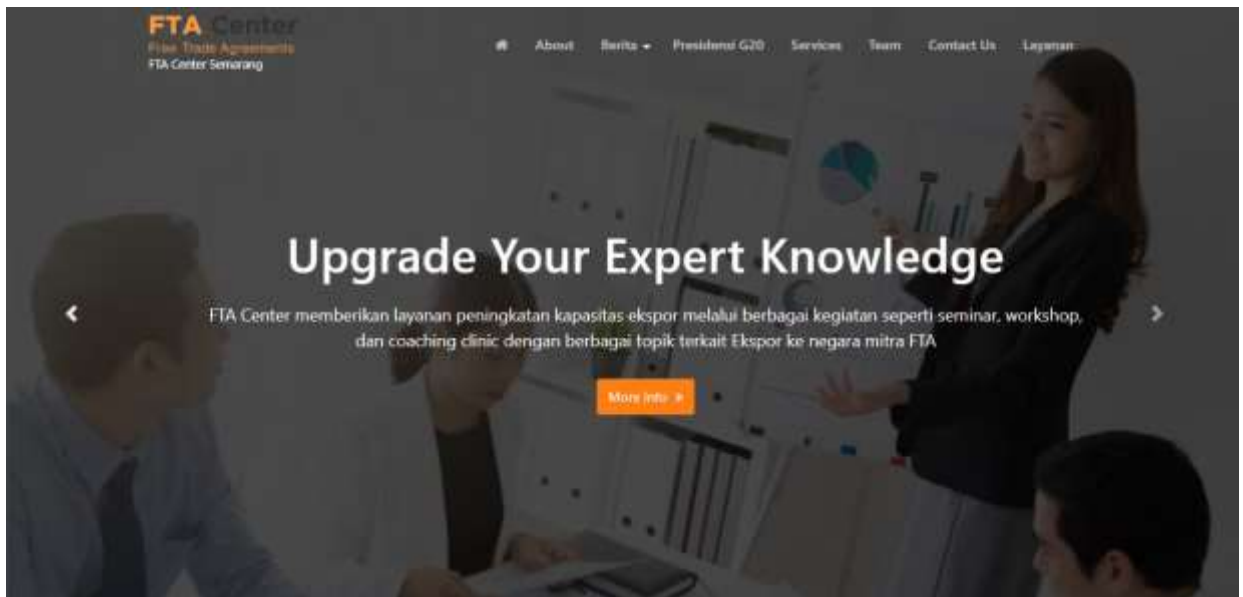 FTA Center
Free Trade Agreements
FTA Center Semarang
About Berita Presidensi G20 Services Team Contact Us Layanan
Upgrade Your Expert Knowledge
FTA Center memberikan layanan peningkatan kapasitas ekspor melalui berbagai kegiatan seperti seminar, workshop,
dan coaching clinic dengan berbagai topik terkait Ekspor ke negara mitra FTA
More Info »